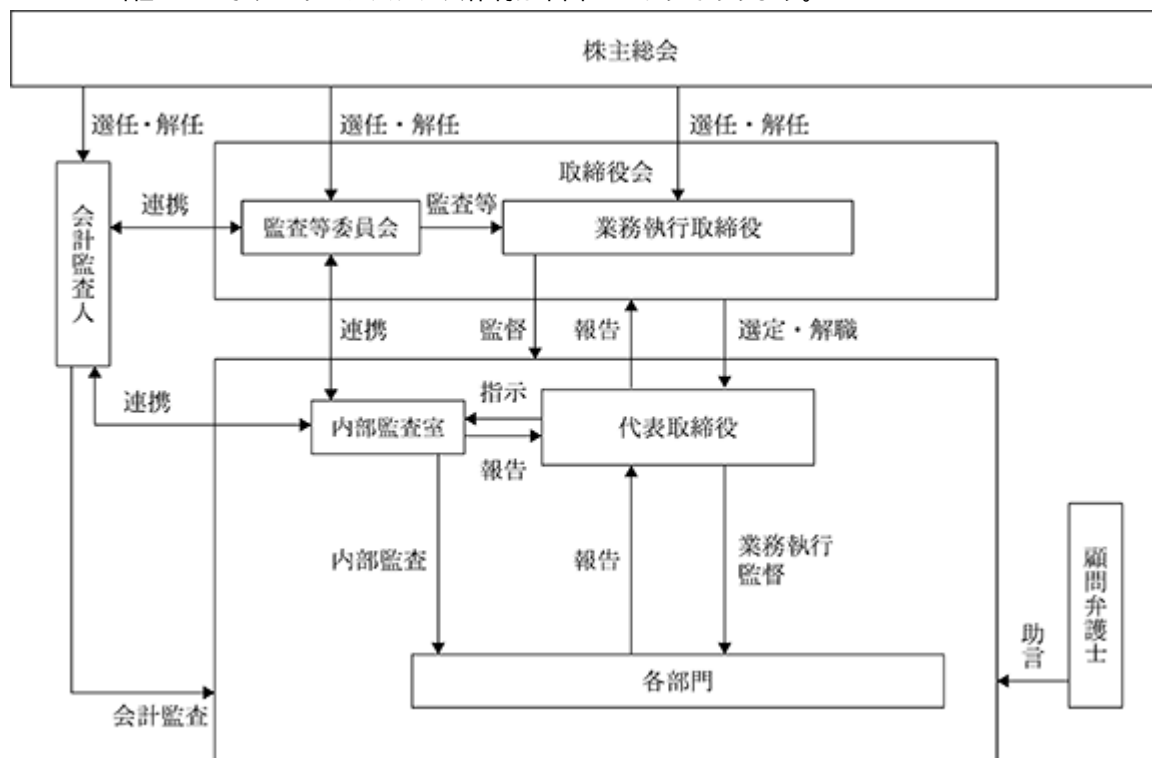 株主総会
選任・解任
選任・解任
選任・解任
取締役会
会計監査人
連携
監査等委員会
監査等
業務執行取締役
連携
監督
報告
選定・解職
連携
内部監査室
指示
報告
代表取締役
内部監査
報告
業務執行
監督
顧問弁護士
助言
各部門
会計監査